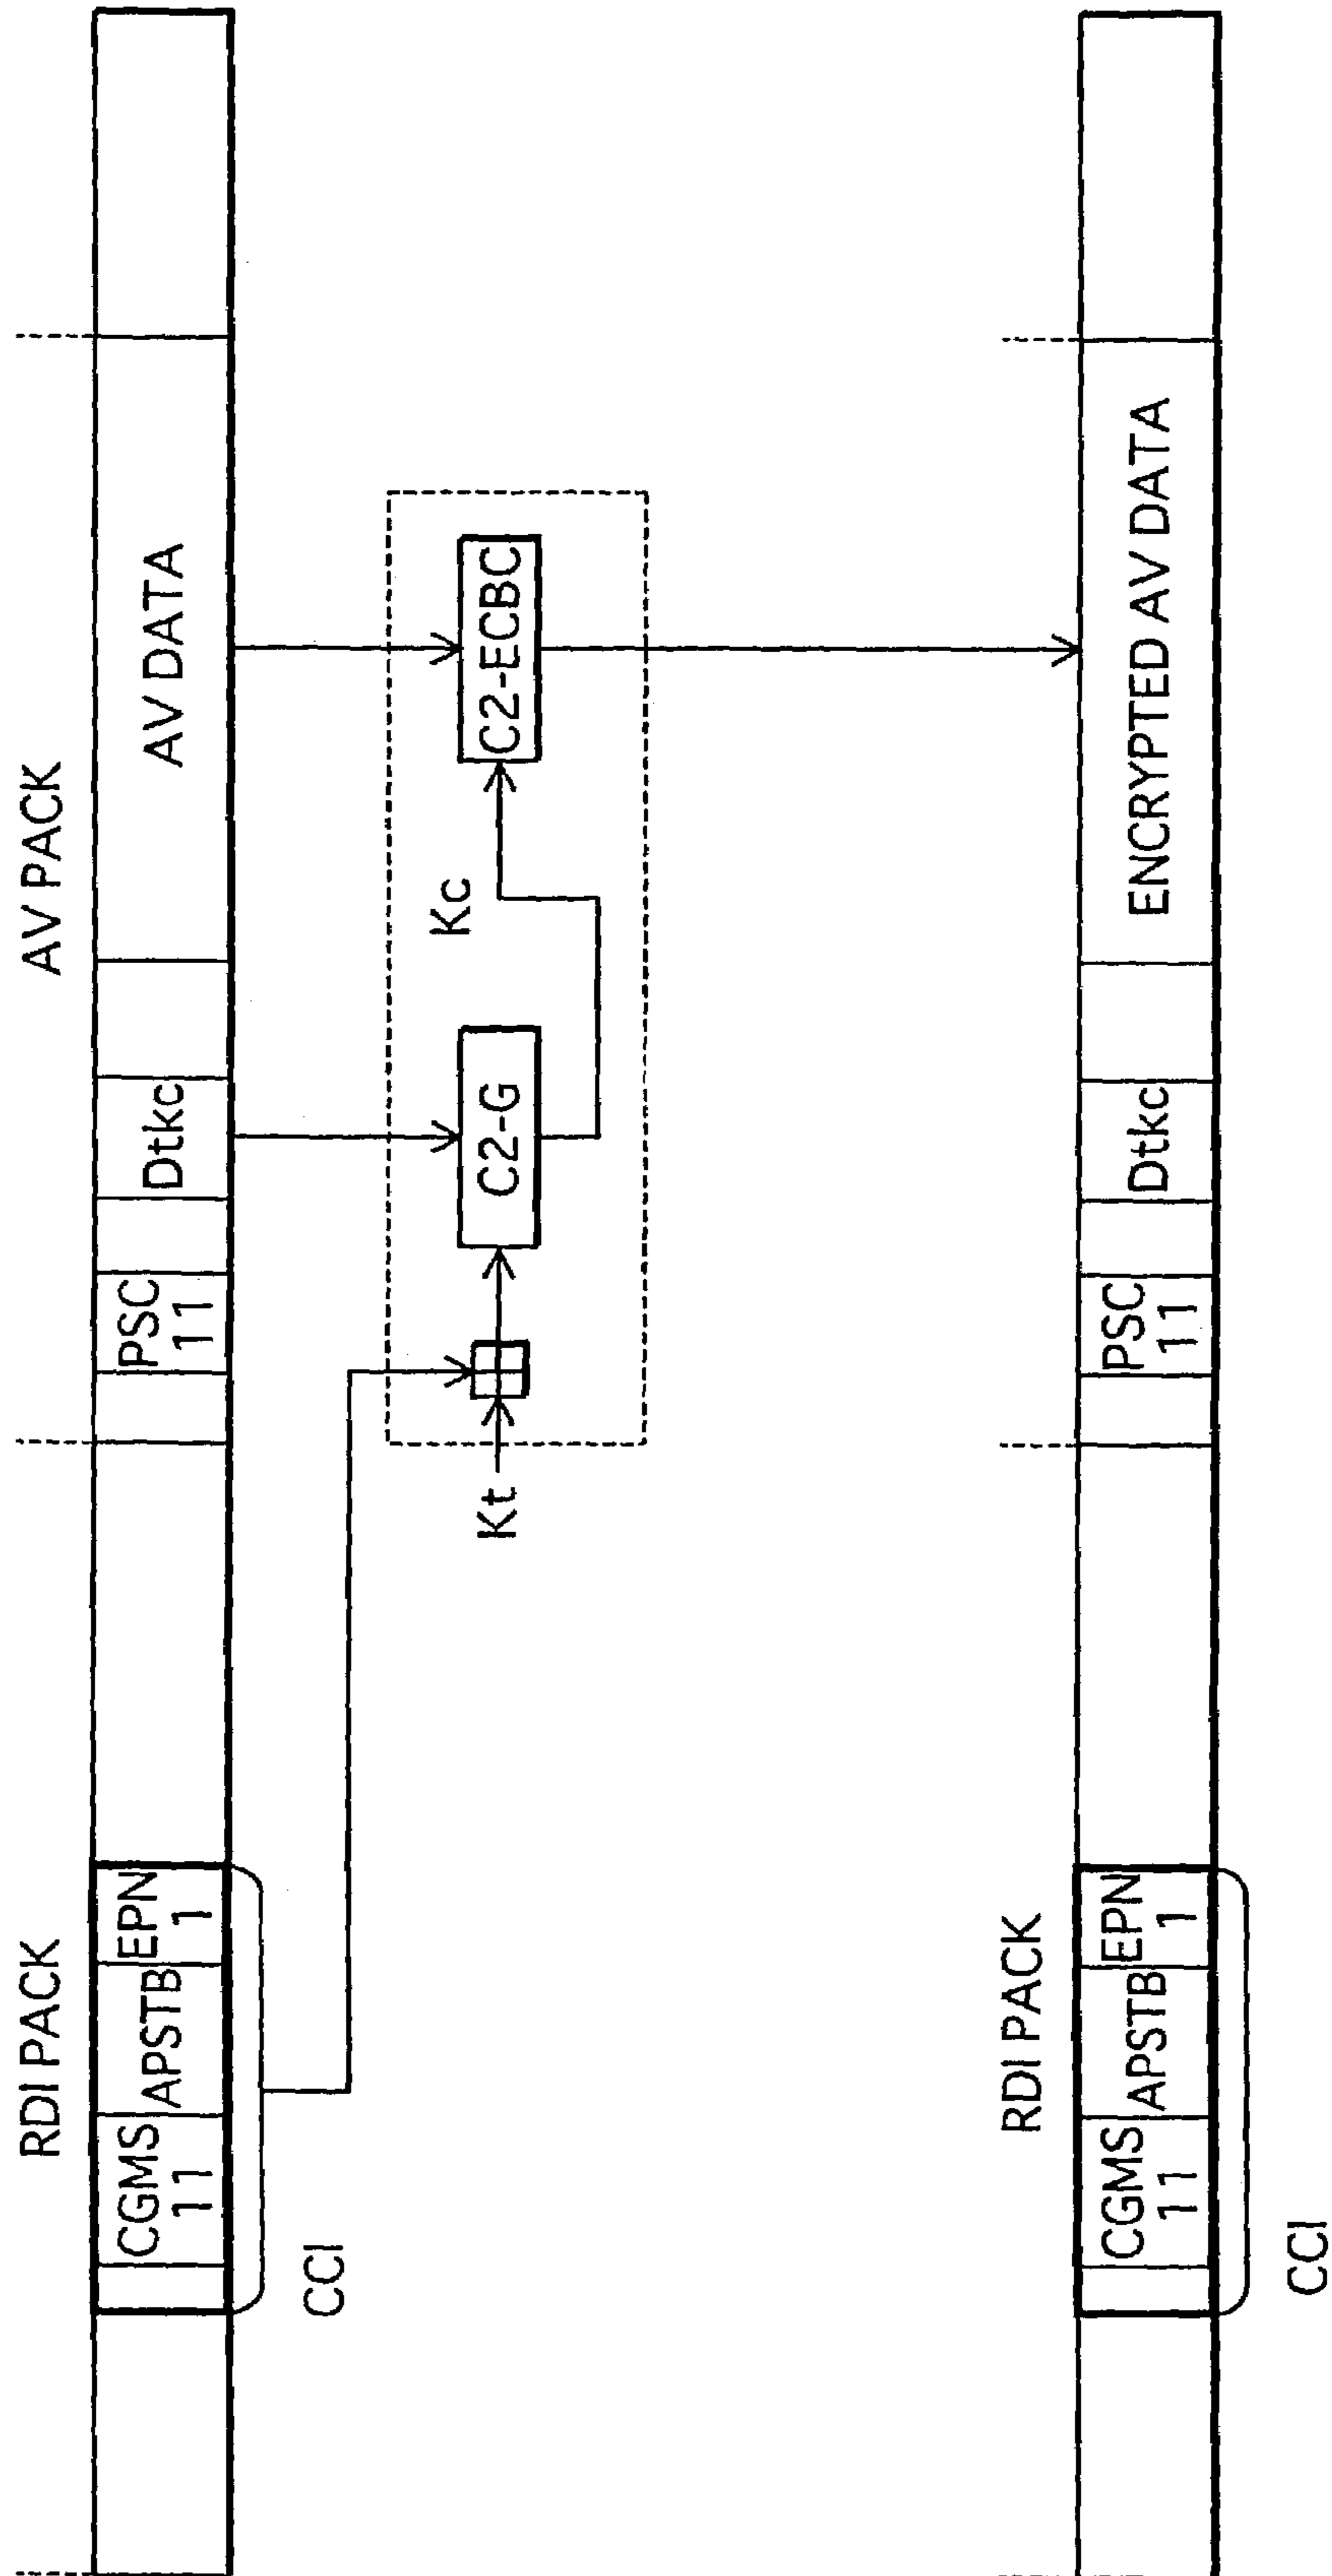 RDI PACK
AV PACK
CGMS
11
APSTB
EPN
1
PSC
11
Dtkc
AV DATA
CCI
Kt
C2-G
Kc
C2-ECBC
RDI PACK
CGMS
11
APSTB
EPN
1
PSC
11
Dtkc
ENCRYPTED AV DATA
CCI